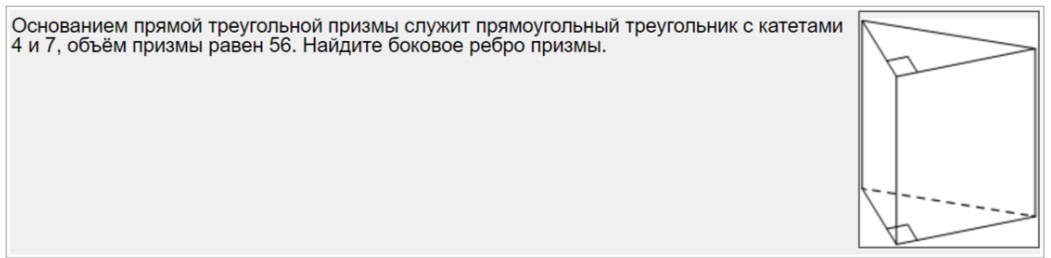 Основанием прямой треугольной призмы служит прямоугольный треугольник с катетами
4 и 7, объём призмы равен 56. Найдите боковое ребро призмы.